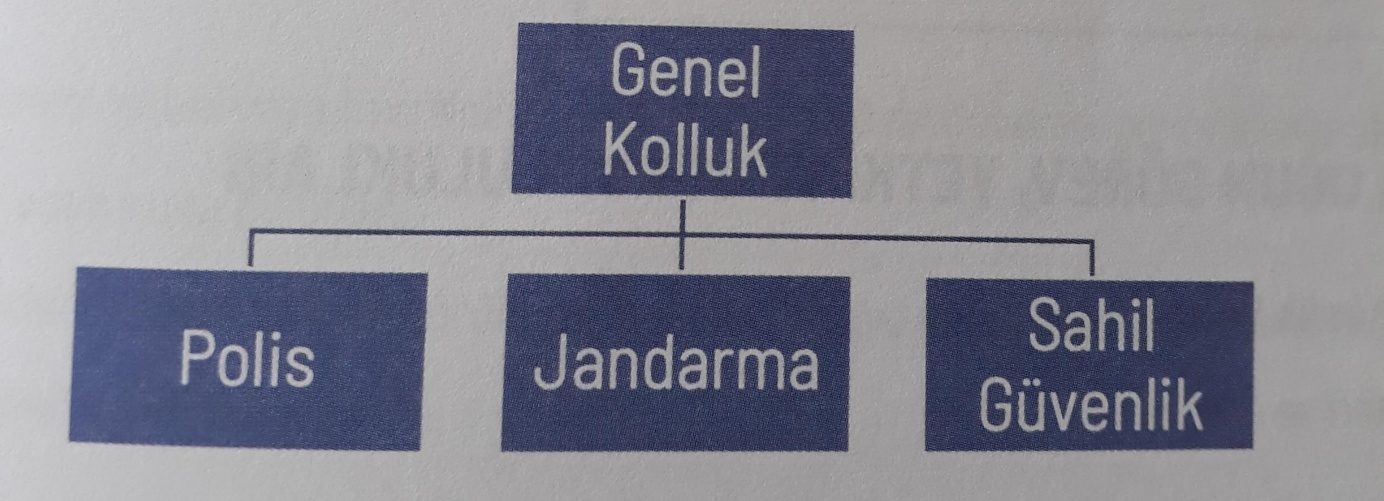 Genel
Kolluk
Polis
Jandarma
Sahil
Güvenlik